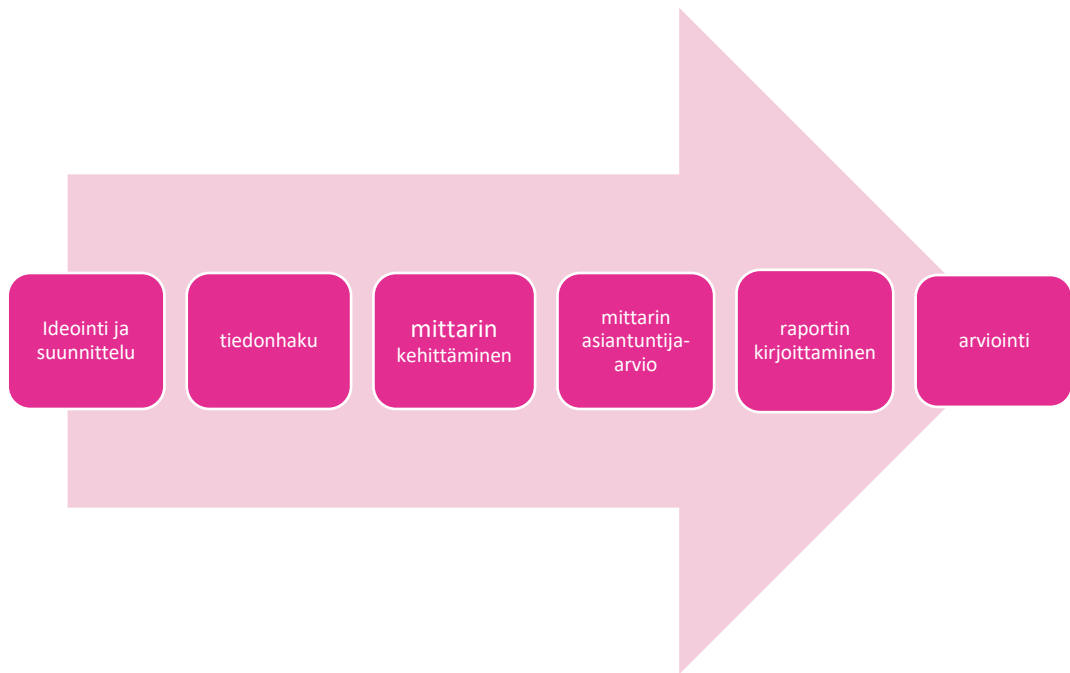 Ideointi ja
suunnittelu
tiedonhaku
mittarin
kehittäminen
mittarin
asiantuntija-
arvio
raportin
kirjoittaminen
arviointi